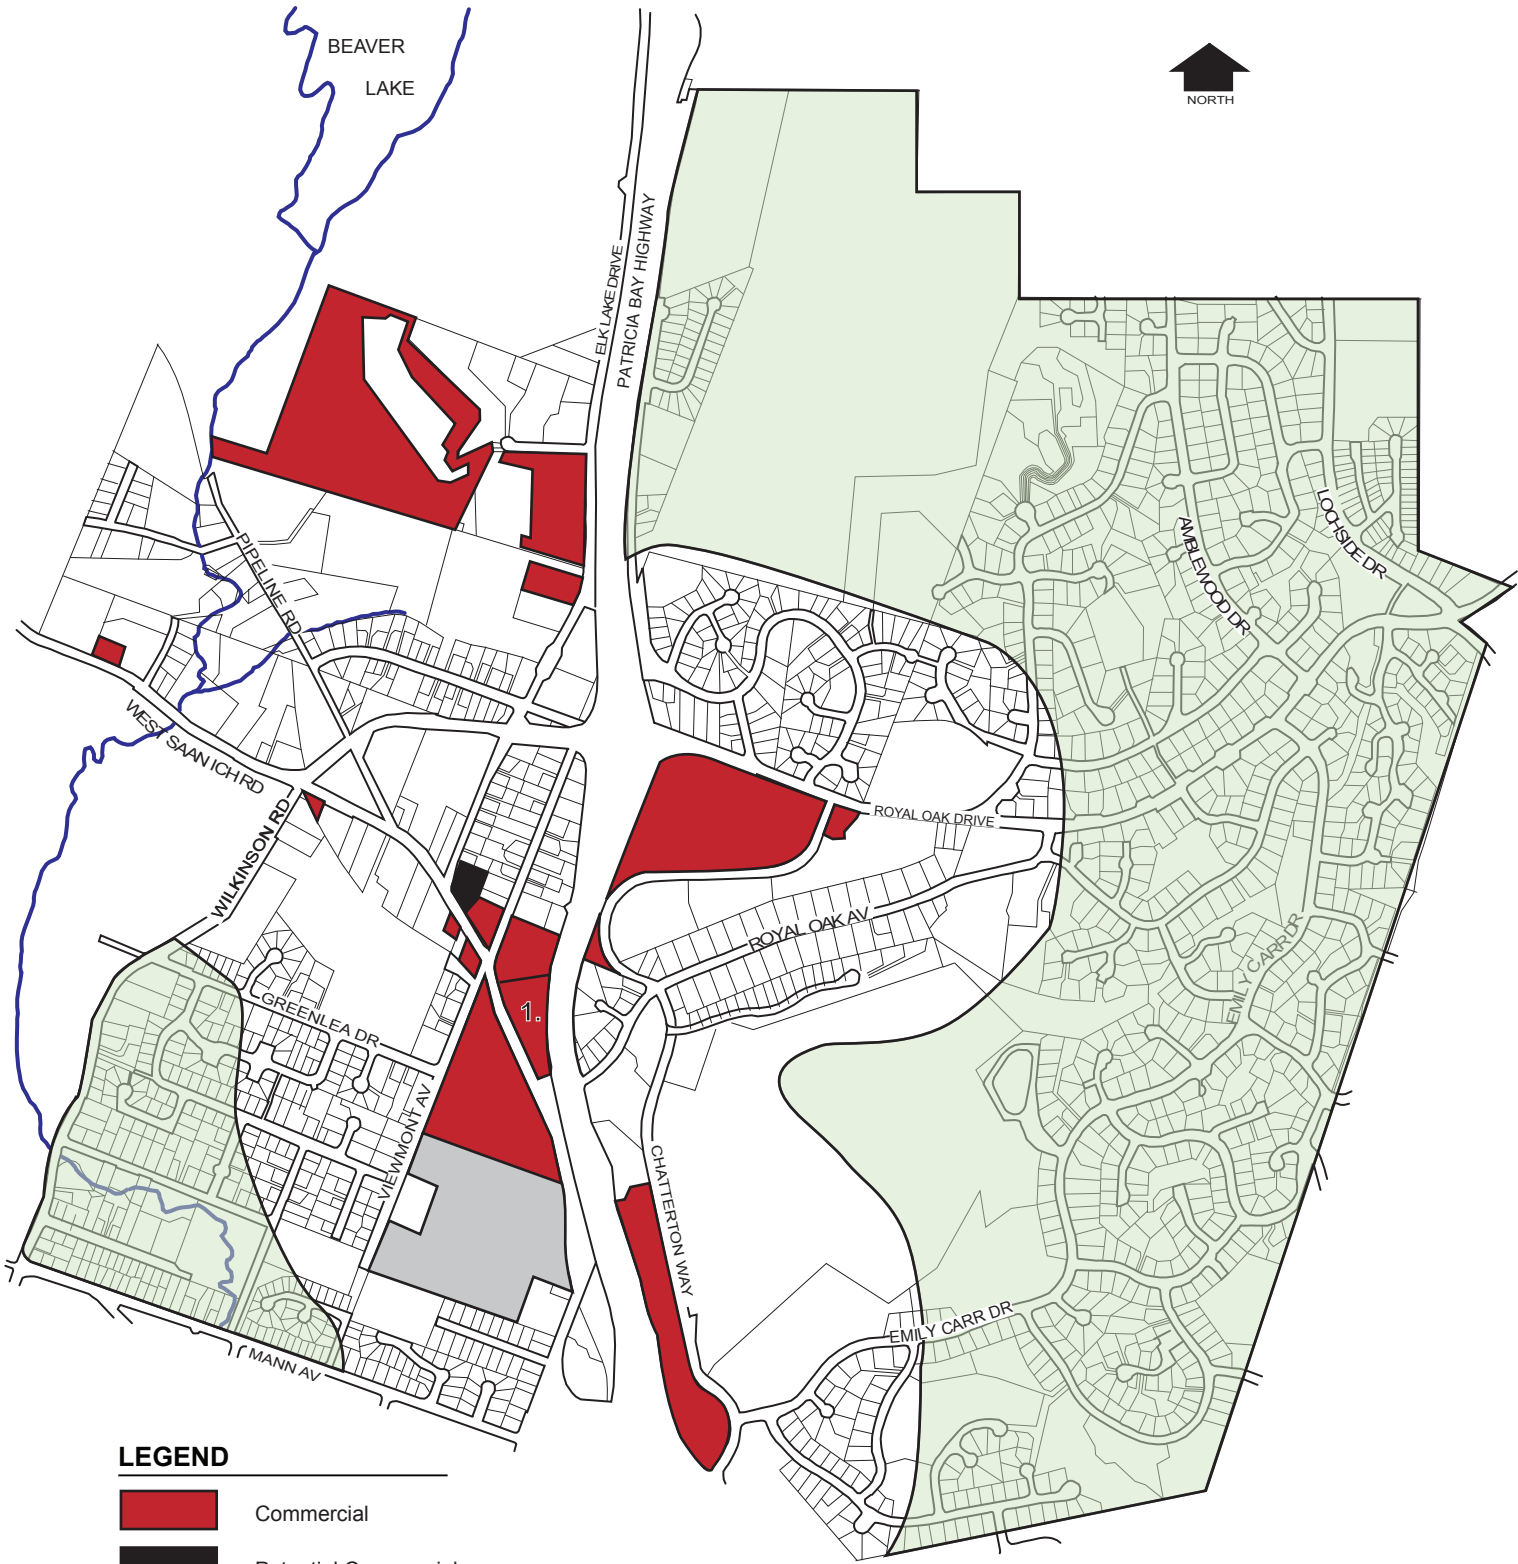 BEAVER
LAKE
NORTH
ELK LAKE DRIVE
PATRICIA BAY HIGHWAY
PIPELINE RD
AMBLEWOOD DR
LOCHSIDE DR
WEST SAANICH RD
WILKINSON RD
ROYAL OAK DRIVE
ROYAL OAK AV
EMILY CARR DR
GREENLEA DR
1.
VIEWMONT AV
CHATTERTON WAY
EMILY CARR DR
MANN AV
LEGEND
Commercial
Potential Commercial